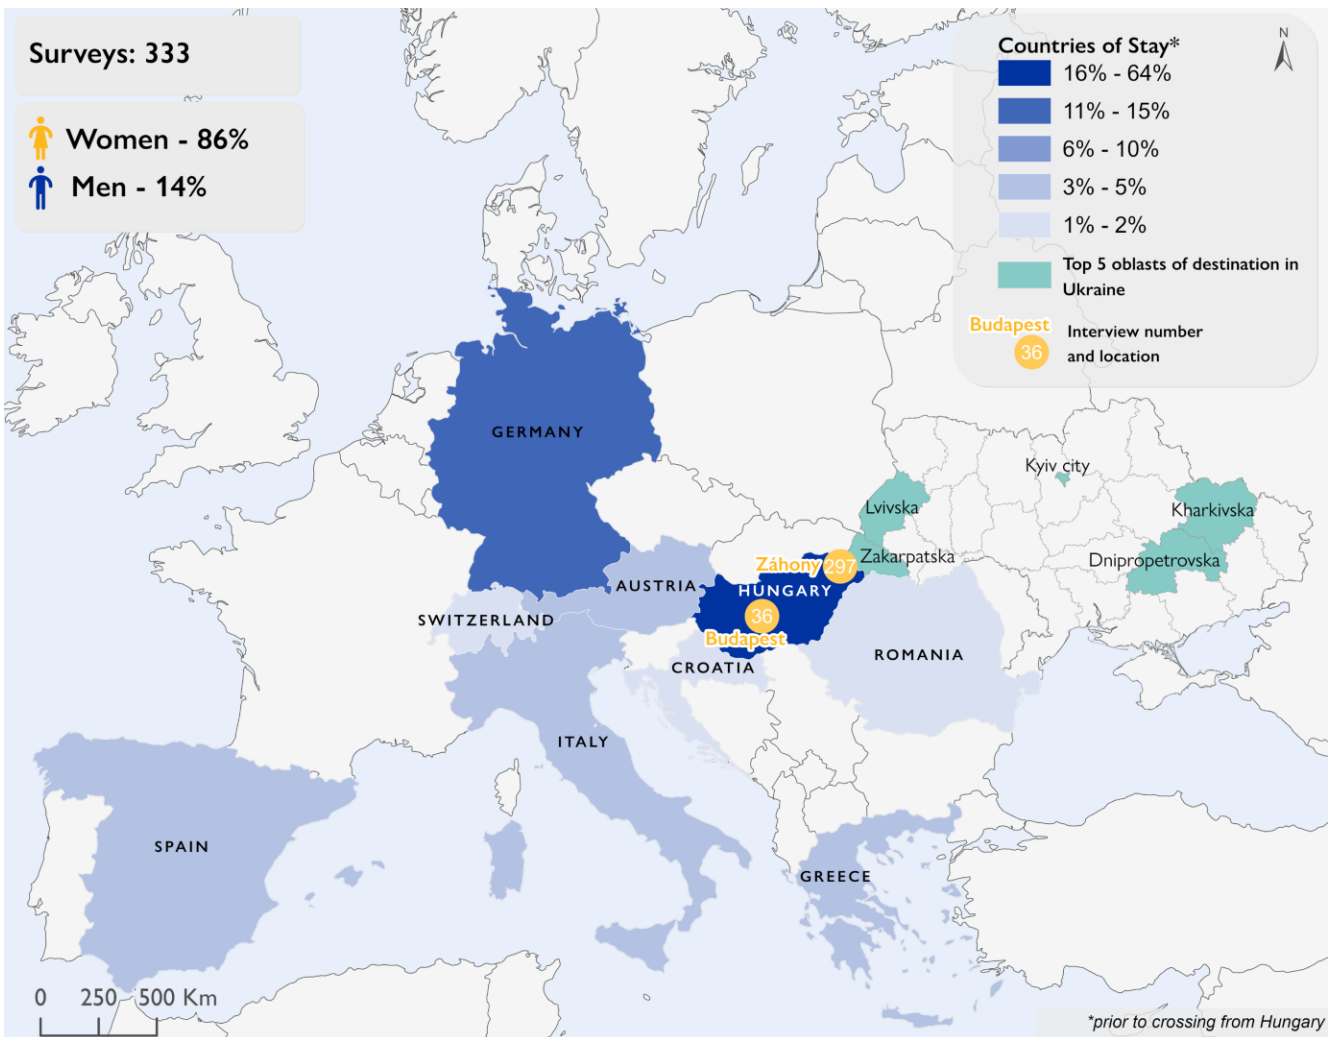 Surveys: 333
Women - 86%
Men - 14%
Countries of Stay*
16% - 64%
11% - 15%
6% - 10%
3% - 5%
1% - 2%
Top 5 oblasts of destination in
Ukraine
Budapest
36
Interview number
and location
N
GERMANY
Kyiv city
Lvivska
Kharkivska
Zakarpatska
Dnipropetrovska
Záhony 297
HUNGARY
AUSTRIA
SWITZERLAND
36
Budapest
CROATIA
ROMANIA
ITALY
SPAIN
GREECE
0 250 500 Km
*prior to crossing from Hungary